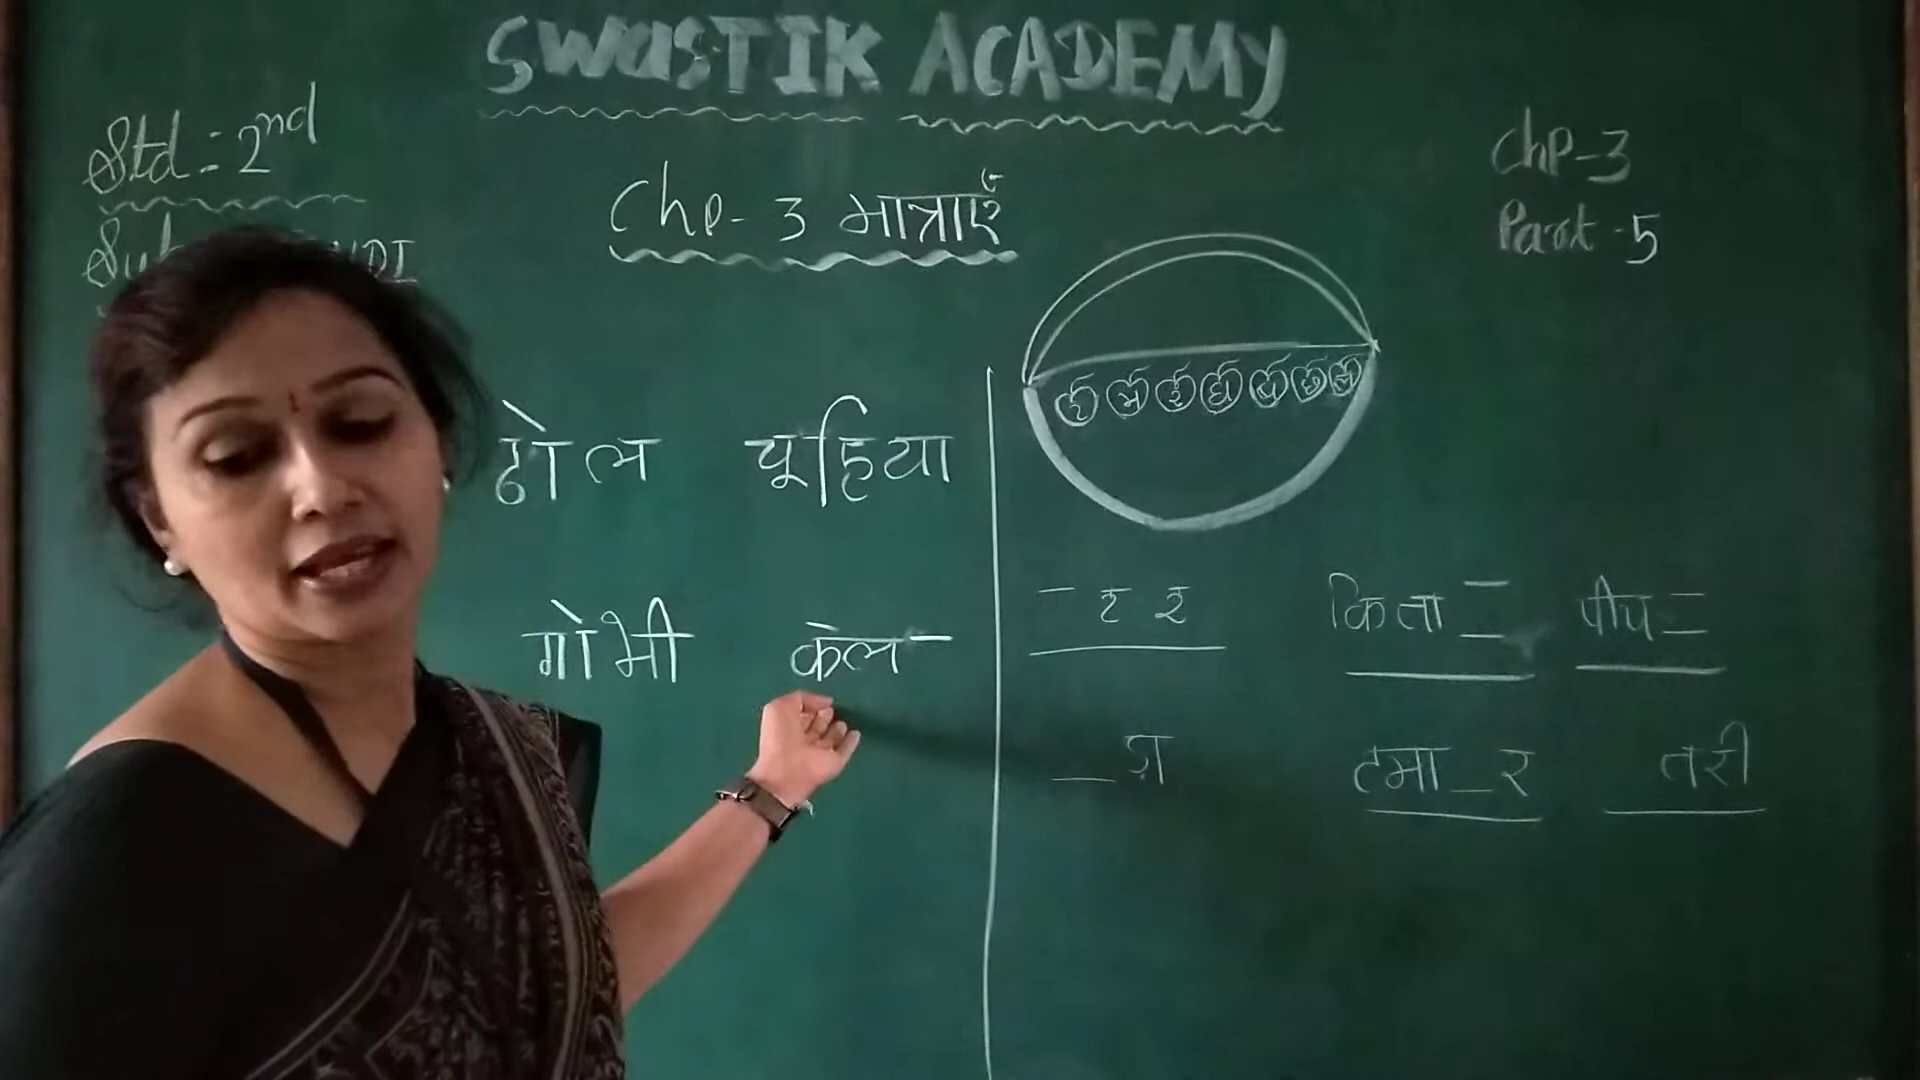 SWASTIK ACADEMY
Std = 2nd
Chp - 3 मात्राएँ
Chp - 3
Part - 5
ढोल चूहिया
गोभी केल
_ ट र किता _ पीप _
_ ज़ टमा _ र तरी